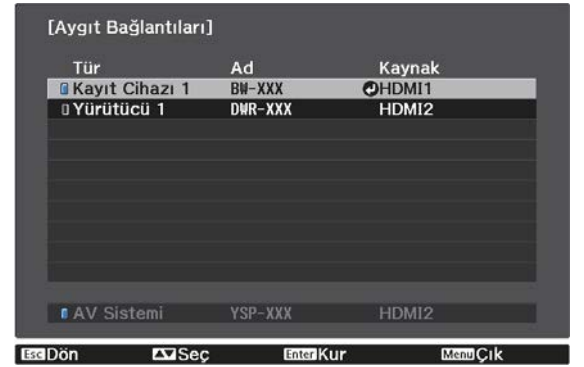 [Aygıt Bağlantıları]
Tür Ad Kaynak
Kayıt Cihazı 1 BW-XXX HDMI1
Yürütücü 1 DWR-XXX HDMI2
AV Sistemi YSP-XXX HDMI2
Esc Dön Seç Enter Kur Menu Çık